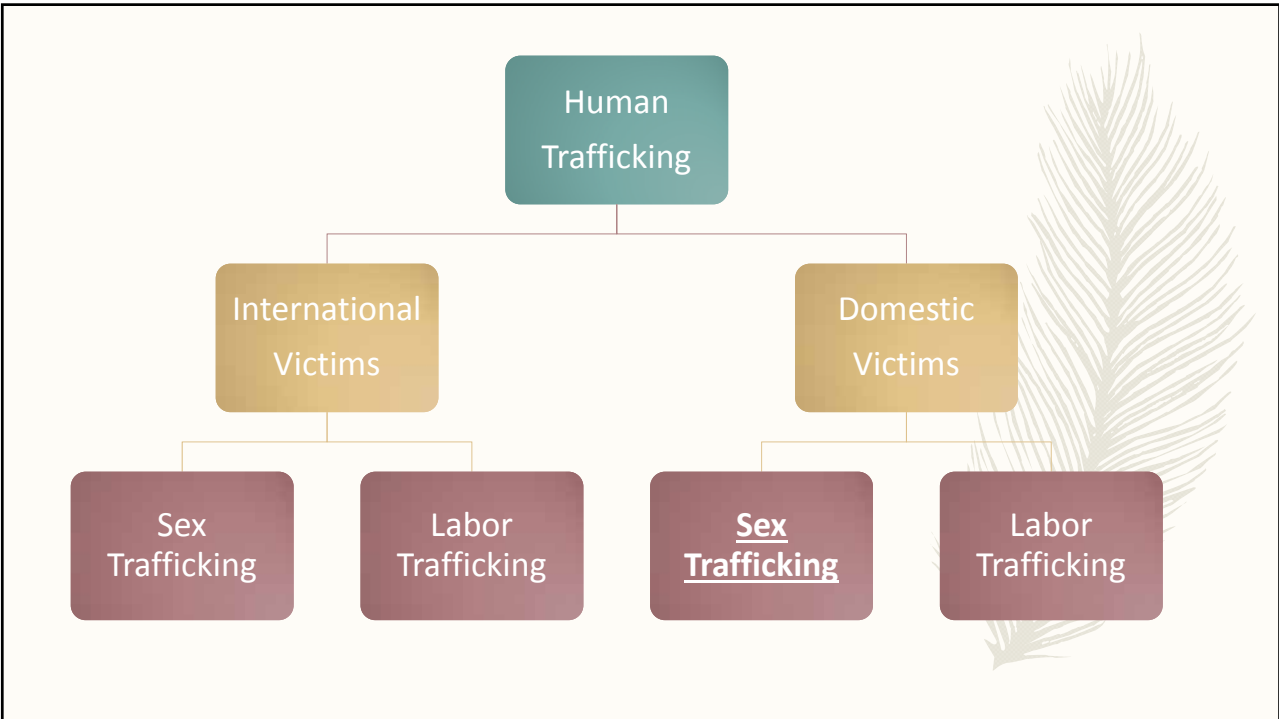 Human
Trafficking
International
Victims
Domestic
Victims
Sex
Trafficking
Labor
Trafficking
Sex
Trafficking
Labor
Trafficking